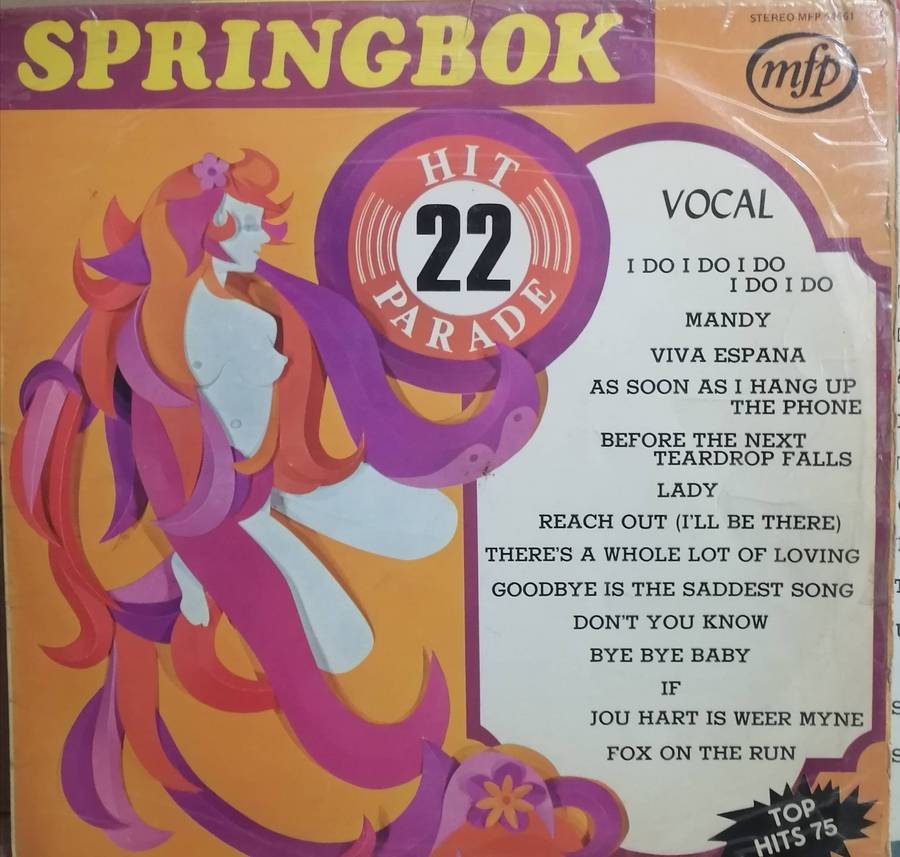 SPRINGBOK
STEREO MFP
mfp
HIT
22
PARADE
VOCAL
I DO I DO I DO
I DO I DO
MANDY
VIVA ESPANA
AS SOON AS I HANG UP
THE PHONE
BEFORE THE NEXT
TEARDROP FALLS
LADY
REACH OUT (I'LL BE THERE)
THERE'S A WHOLE LOT OF LOVING
GOODBYE IS THE SADDEST SONG
DON'T YOU KNOW
BYE BYE BABY
IF
JOU HART IS WEER MYNE
FOX ON THE RUN
TOP
HITS 75